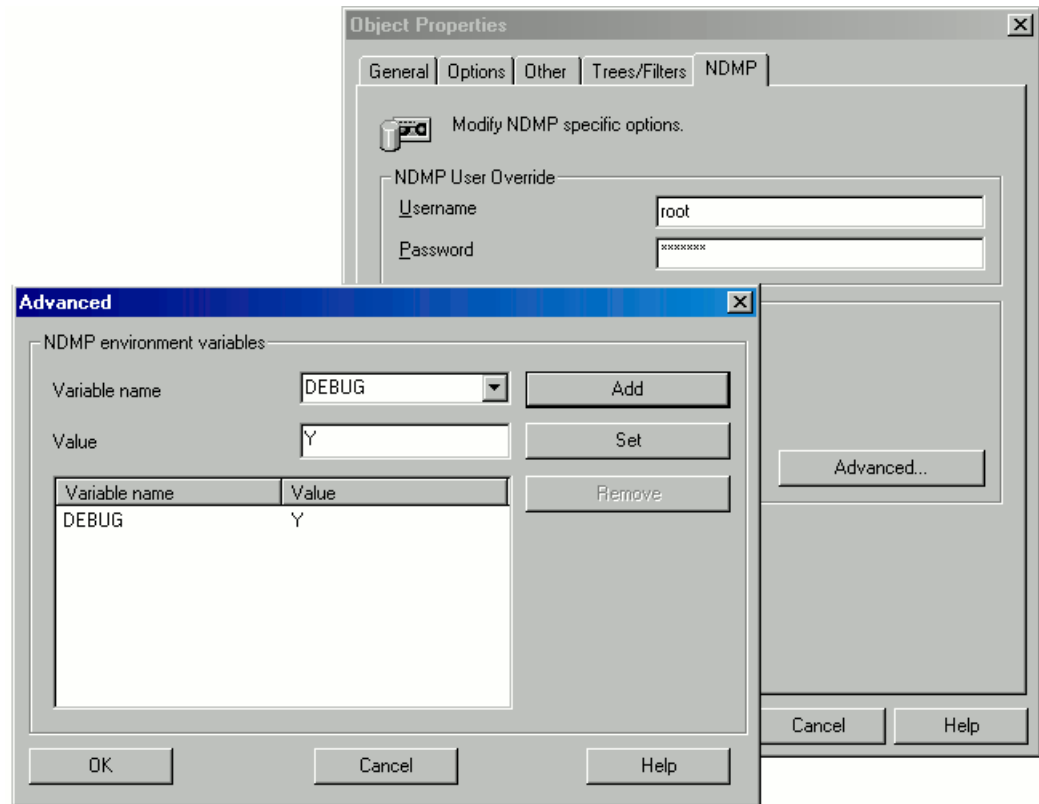 Object Properties
General Options Other Trees/Filters NDMP
Modify NDMP specific options.
NDMP User Override
Username root
Password *******
Advanced...
Cancel Help
Advanced
NDMP environment variables
Variable name DEBUG Add
Value Y Set
Variable name Value Remove
DEBUG Y
OK Cancel Help